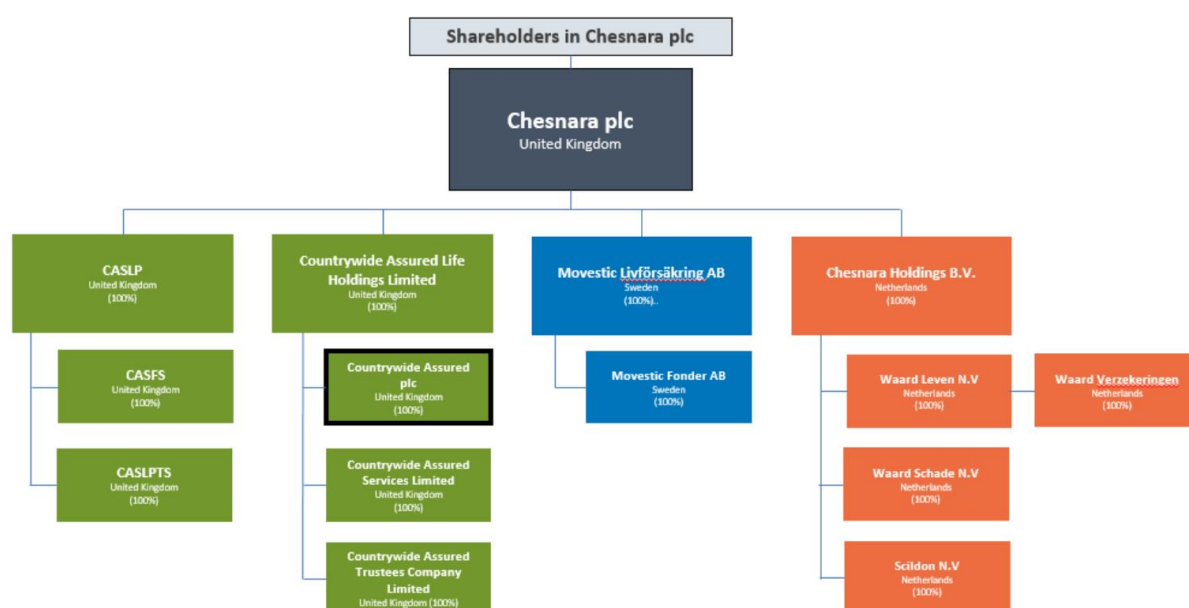 Shareholders in Chesnara plc
Chesnara plc
United Kingdom
CASLP
United Kingdom
(100%)
Countrywide Assured Life
Holdings Limited
United Kingdom
(100%)
Movestic Livförsäkring AB
Sweden
(100%)..
Chesnara Holdings B.V.
Netherlands
(100%)
CASFS
United Kingdom
(100%)
Countrywide Assured
plc
United Kingdom
(100%)
Movestic Fonder AB
Sweden
(100%)
Waard Leven N.V
Netherlands
(100%)
Waard Verzekeringen
Netherlands
(100%)
CASLPTS
United Kingdom
(100%)
Countrywide Assured
Services Limited
United Kingdom
(100%)
Waard Schade N.V
Netherlands
(100%)
Countrywide Assured
Trustees Company
Limited
United Kingdom (100%)
Scildon N.V
Netherlands
(100%)